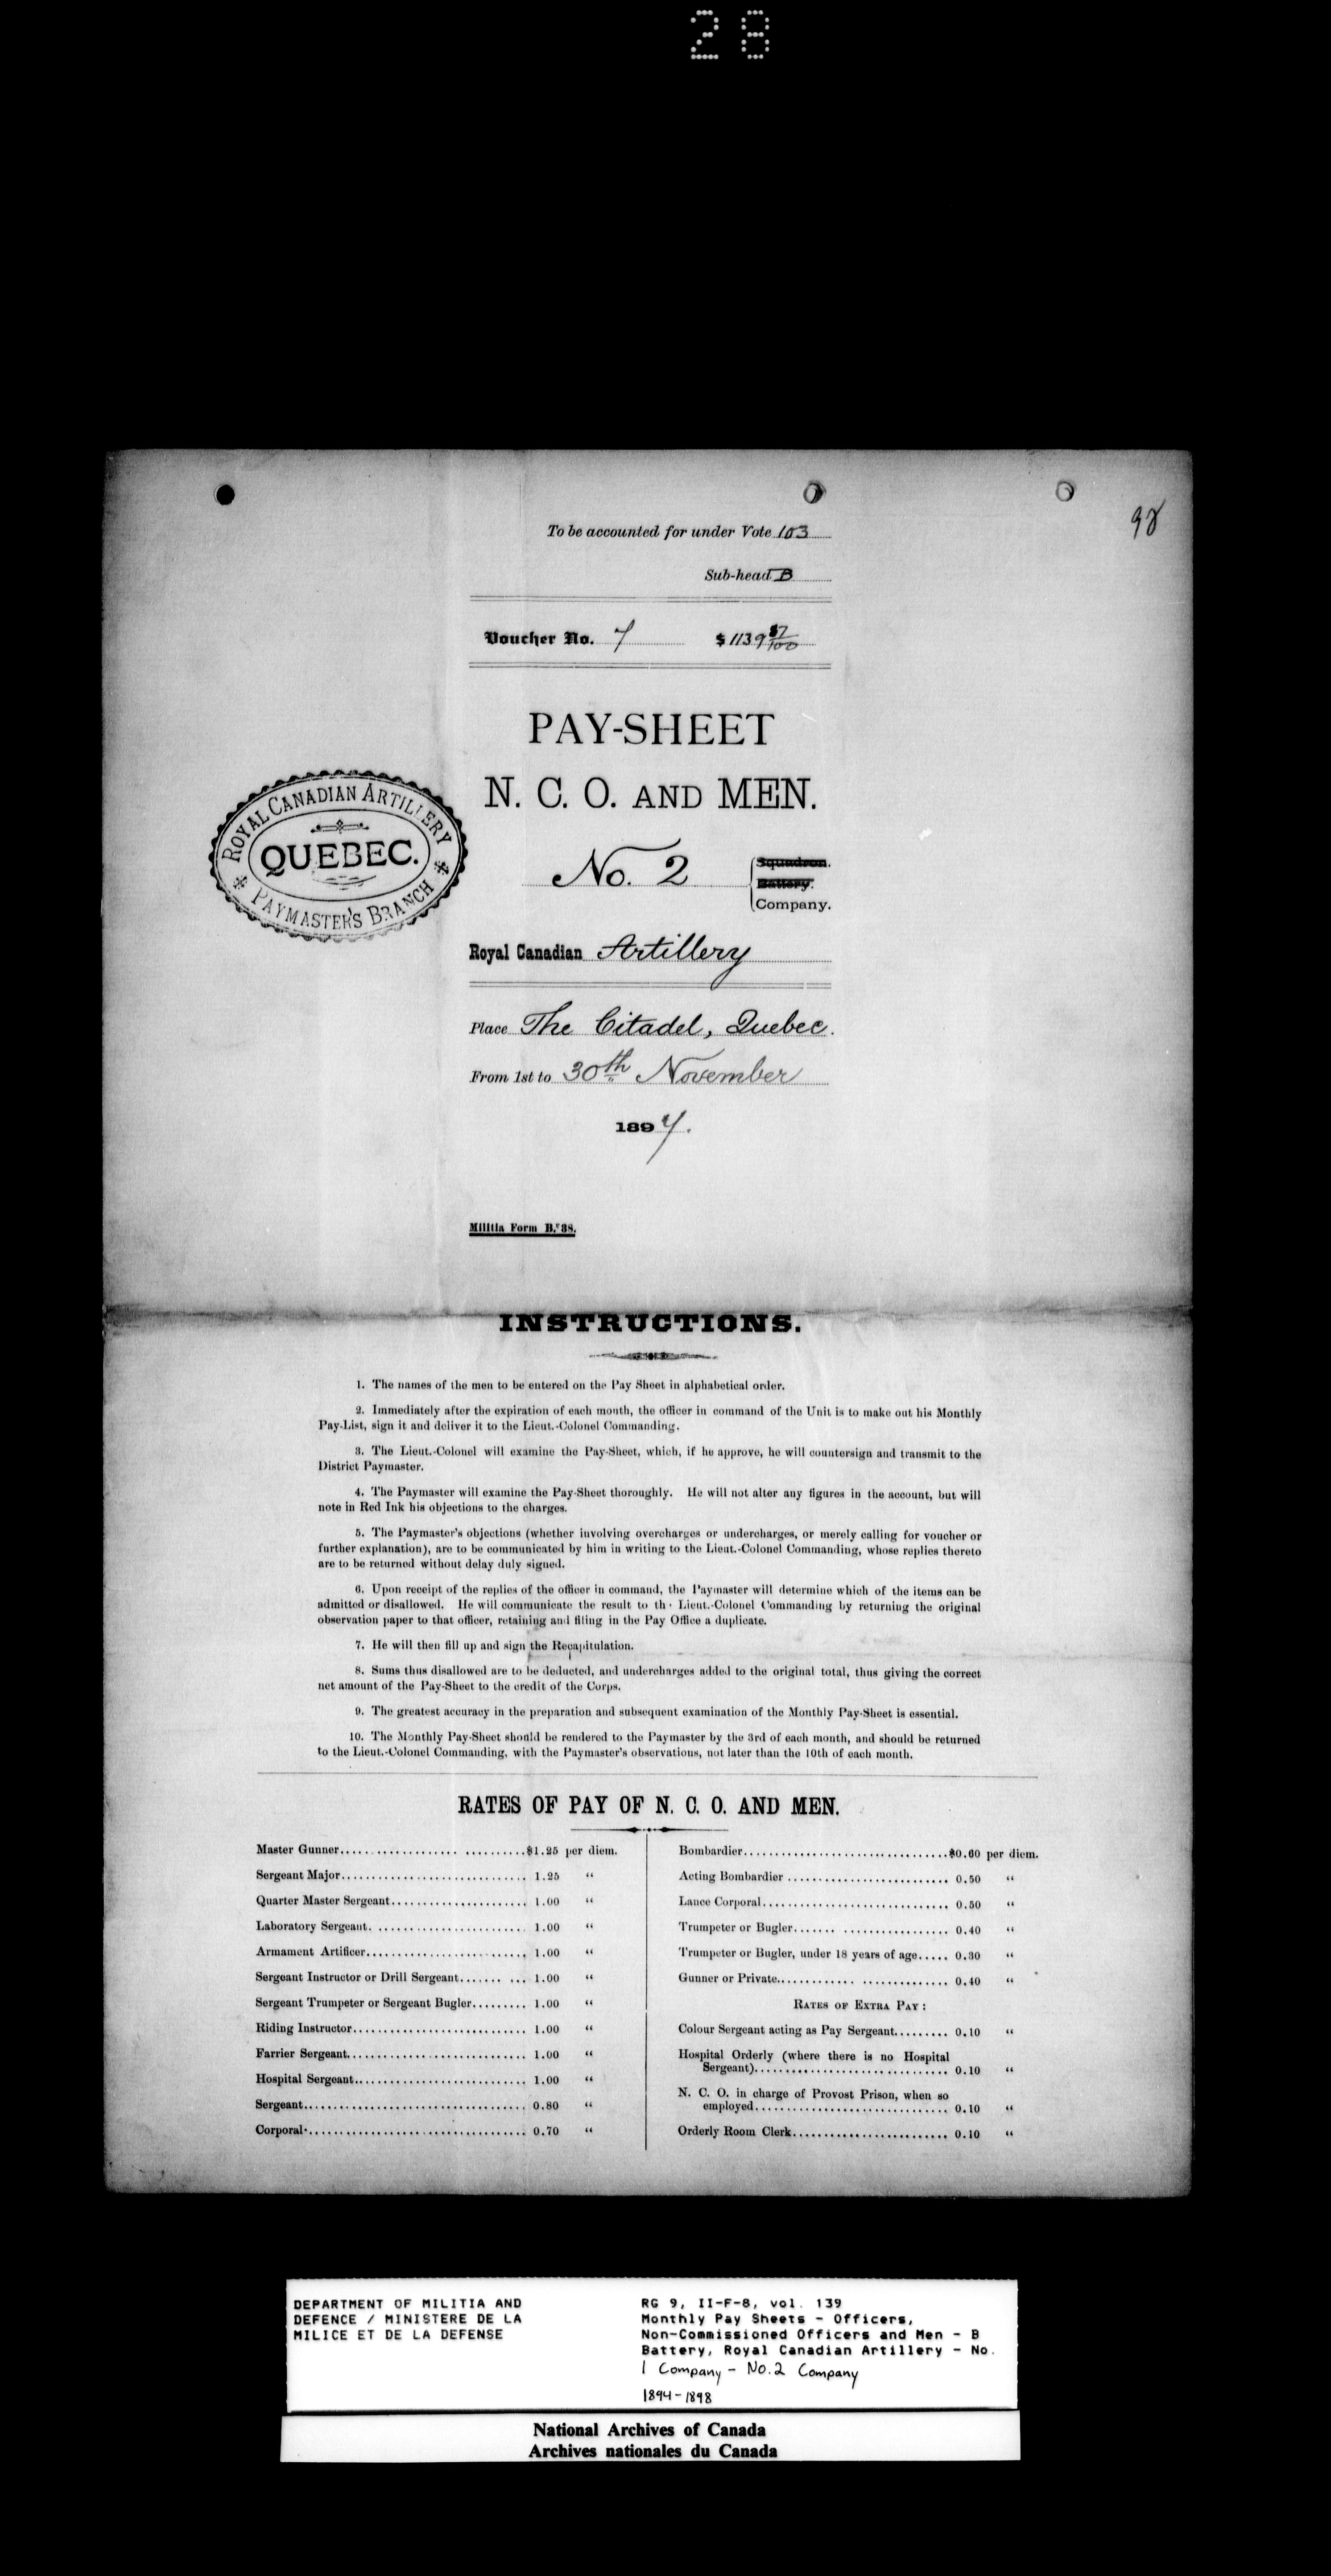 28
98
To be accounted for under Vote 103
Sub-head B
Voucher No. 7 $ 1139 57/100
PAY-SHEET
N. C. O. AND MEN.
ROYAL CANADIAN ARTILLERY
QUEBEC.
PAYMASTER'S BRANCH
No. 2
Squadron.
Battery.
Company.
Royal Canadian Artillery
Place The Citadel, Quebec.
From 1st to 30th November
1897.
Militia Form B. 38.
INSTRUCTIONS.
1. The names of the men to be entered on the Pay Sheet in alphabetical order.
2. Immediately after the expiration of each month, the officer in command of the Unit is to make out his Monthly
Pay-List, sign it and deliver it to the Lieut.-Colonel Commanding.
3. The Lieut.-Colonel will examine the Pay-Sheet, which, if he approve, he will countersign and transmit to the
District Paymaster.
4. The Paymaster will examine the Pay-Sheet thoroughly. He will not alter any figures in the account, but will
note in Red Ink his objections to the charges.
5. The Paymaster's objections (whether involving overcharges or undercharges, or merely calling for voucher or
further explanation), are to be communicated by him in writing to the Lieut.-Colonel Commanding, whose replies thereto
are to be returned without delay duly signed.
6. Upon receipt of the replies of the officer in command, the Paymaster will determine which of the items can be
admitted or disallowed. He will communicate the result to th· Lieut.-Colonel Commanding by returning the original
observation paper to that officer, retaining and filing in the Pay Office a duplicate.
7. He will then fill up and sign the Recapitulation.
8. Sums thus disallowed are to be deducted, and undercharges added to the original total, thus giving the correct
net amount of the Pay-Sheet to the credit of the Corps.
9. The greatest accuracy in the preparation and subsequent examination of the Monthly Pay-Sheet is essential.
10. The Monthly Pay-Sheet should be rendered to the Paymaster by the 3rd of each month, and should be returned
to the Lieut.-Colonel Commanding, with the Paymaster's observations, not later than the 10th of each month.
RATES OF PAY OF N. C. O. AND MEN.
Master Gunner.......... $1.25 per diem.
Sergeant Major.......... 1.25 "
Quarter Master Sergeant.......... 1.00 "
Laboratory Sergeant.......... 1.00 "
Armament Artificer.......... 1.00 "
Sergeant Instructor or Drill Sergeant.......... 1.00 "
Sergeant Trumpeter or Sergeant Bugler......... 1.00 "
Riding Instructor.......... 1.00 "
Farrier Sergeant.......... 1.00 "
Hospital Sergeant.......... 1.00 "
Sergeant.......... 0.80 "
Corporal.......... 0.70 "
Bombardier.......... $0.60 per diem.
Acting Bombardier.......... 0.50 "
Lance Corporal.......... 0.50 "
Trumpeter or Bugler.......... 0.40 "
Trumpeter or Bugler, under 18 years of age..... 0.30 "
Gunner or Private.......... 0.40 "
RATES OF EXTRA PAY:
Colour Sergeant acting as Pay Sergeant......... 0.10 "
Hospital Orderly (where there is no Hospital
Sergeant).......... 0.10 "
N. C. O. in charge of Provost Prison, when so
employed.......... 0.10 "
Orderly Room Clerk.......... 0.10 "
DEPARTMENT OF MILITIA AND
DEFENCE / MINISTERE DE LA
MILICE ET DE LA DEFENSE
RG 9, II-F-8, vol. 139
Monthly Pay Sheets - Officers,
Non-Commissioned Officers and Men - B
Battery, Royal Canadian Artillery - No.
1 Company - No. 2 Company
1894-1898
National Archives of Canada
Archives nationales du Canada